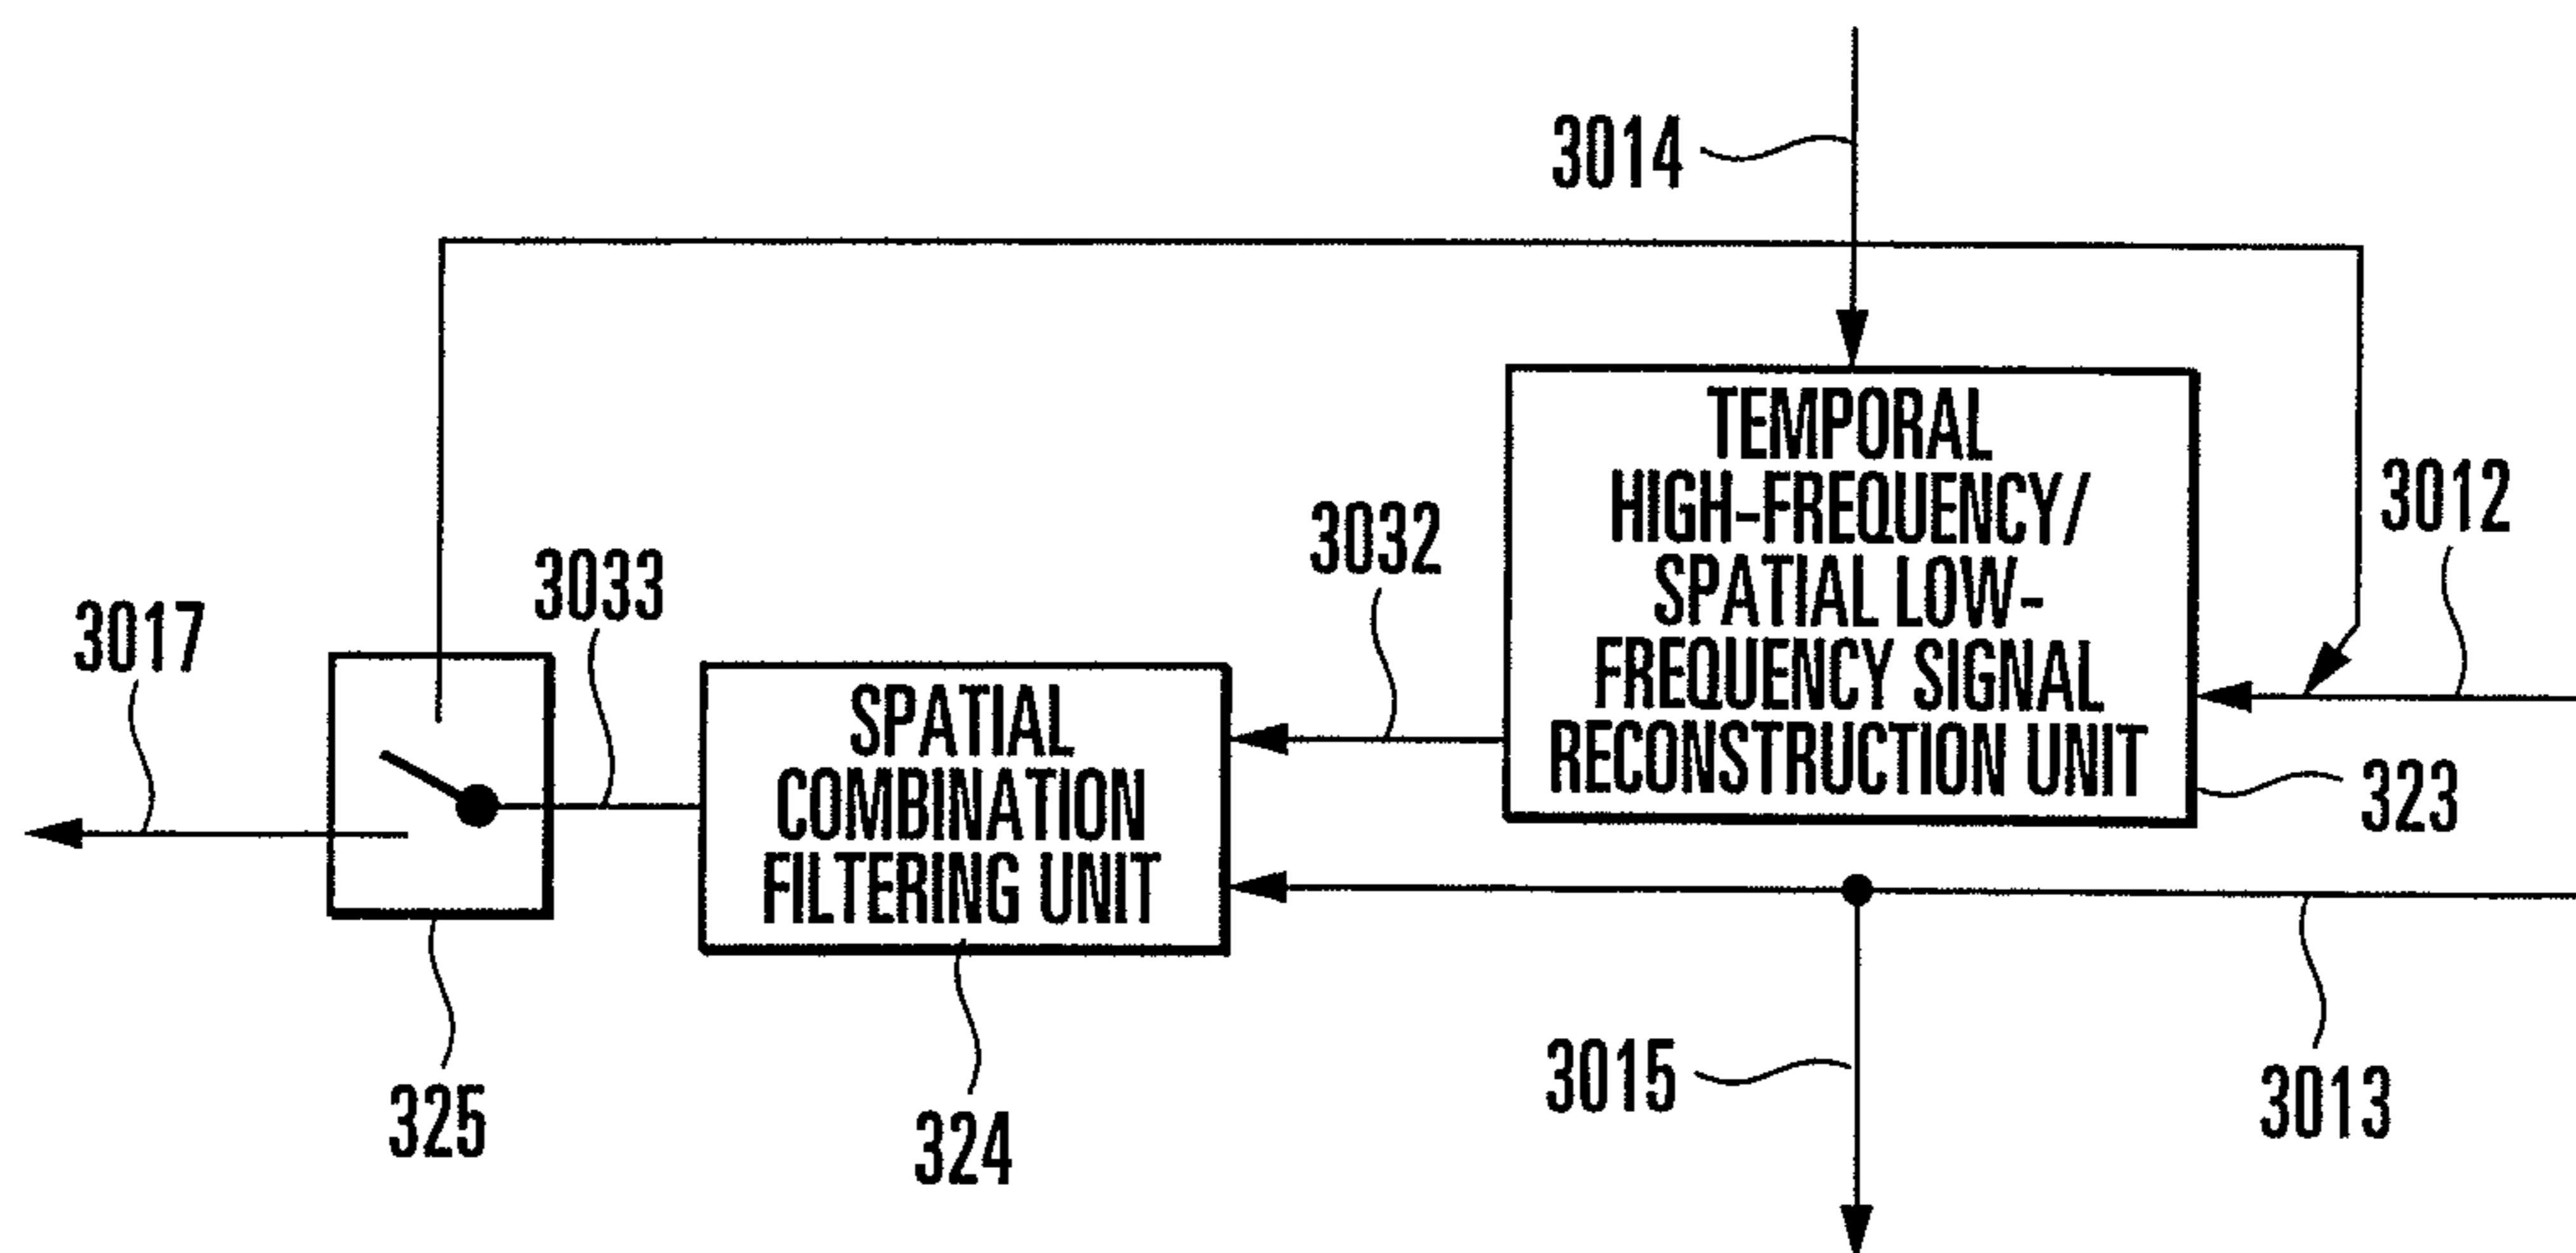 3014
TEMPORAL
HIGH-FREQUENCY/
SPATIAL LOW-
FREQUENCY SIGNAL
RECONSTRUCTION UNIT
3012
3032
3033
3017
SPATIAL
COMBINATION
FILTERING UNIT
323
3015
3013
325
324